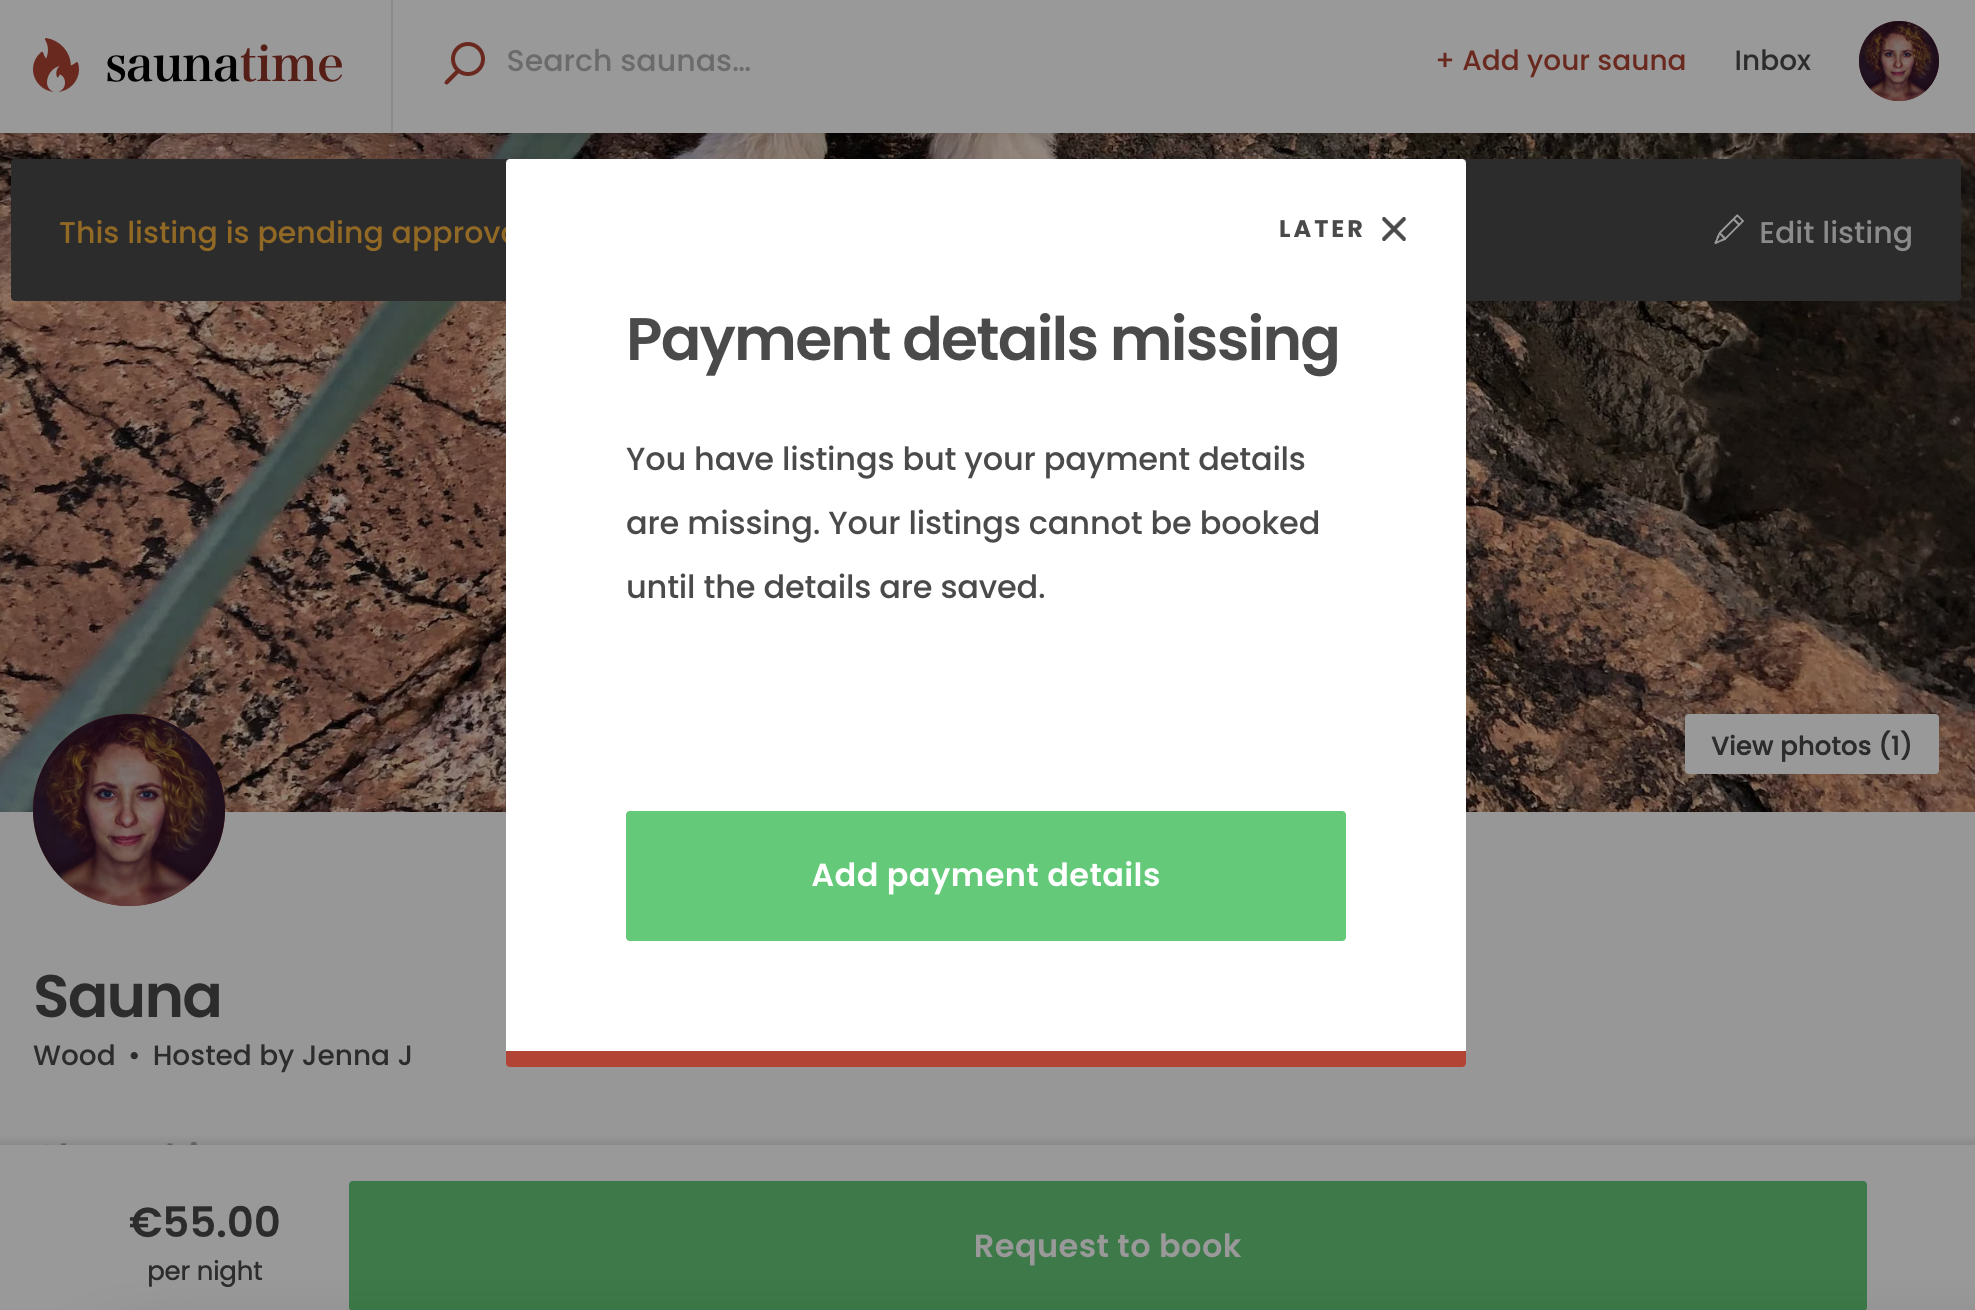 saunatime
Search saunas...
+ Add your sauna
Inbox
This listing is pending
Edit listing
LATER
Payment details missing
You have listings but your payment details
are missing. Your listings cannot be booked
until the details are saved.
View photos (1)
Add payment details
Sauna
Wood • Hosted by Jenna J
€55.00
per night
Request to book